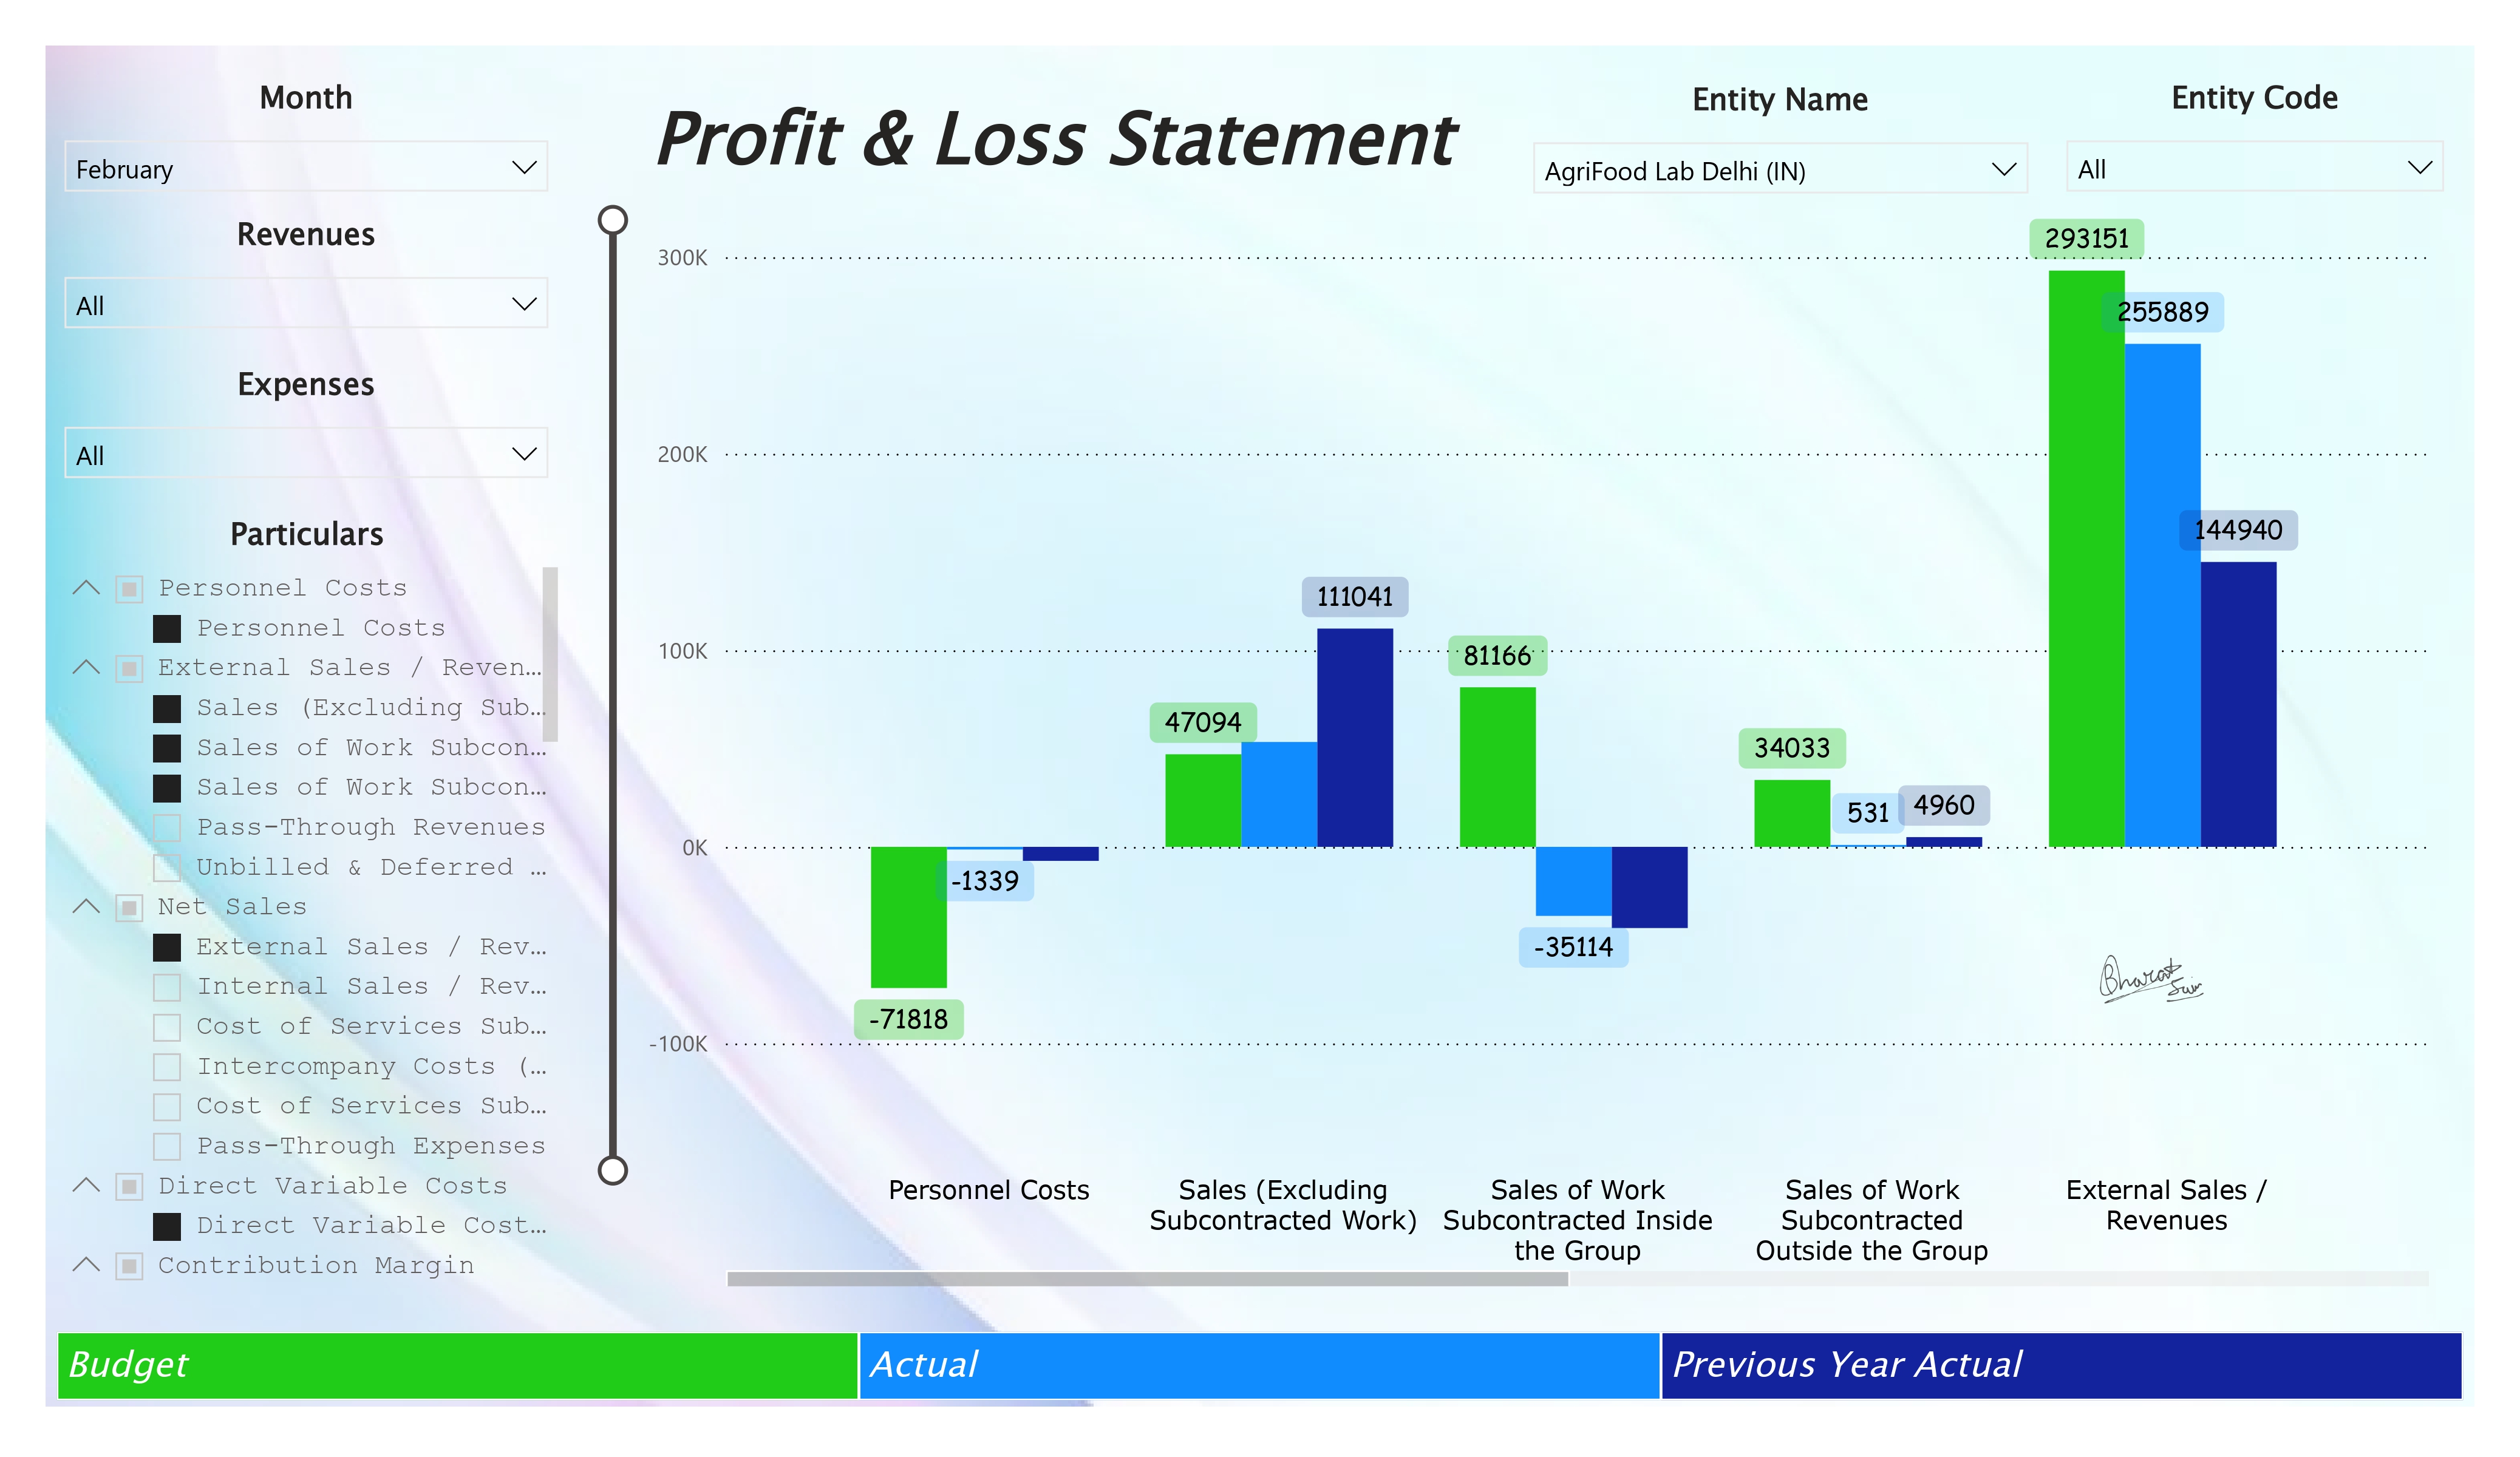 Month
February
Revenues
All
Expenses
All
Particulars
Personnel Costs
Personnel Costs
External Sales / Reven…
Sales (Excluding Sub…
Sales of Work Subcon…
Sales of Work Subcon…
Pass-Through Revenues
Unbilled & Deferred …
Net Sales
External Sales / Rev…
Internal Sales / Rev…
Cost of Services Sub…
Intercompany Costs (…
Cost of Services Sub…
Pass-Through Expenses
Direct Variable Costs
Direct Variable Cost…
Contribution Margin
Profit & Loss Statement
Entity Name
AgriFood Lab Delhi (IN)
Entity Code
All
300K
200K
100K
0K
-100K
-71818
-1339
47094
111041
81166
-35114
34033
531
4960
293151
255889
144940
Bharat
Personnel Costs
Sales (Excluding
Subcontracted Work)
Sales of Work
Subcontracted Inside
the Group
Sales of Work
Subcontracted
Outside the Group
External Sales /
Revenues
Budget
Actual
Previous Year Actual